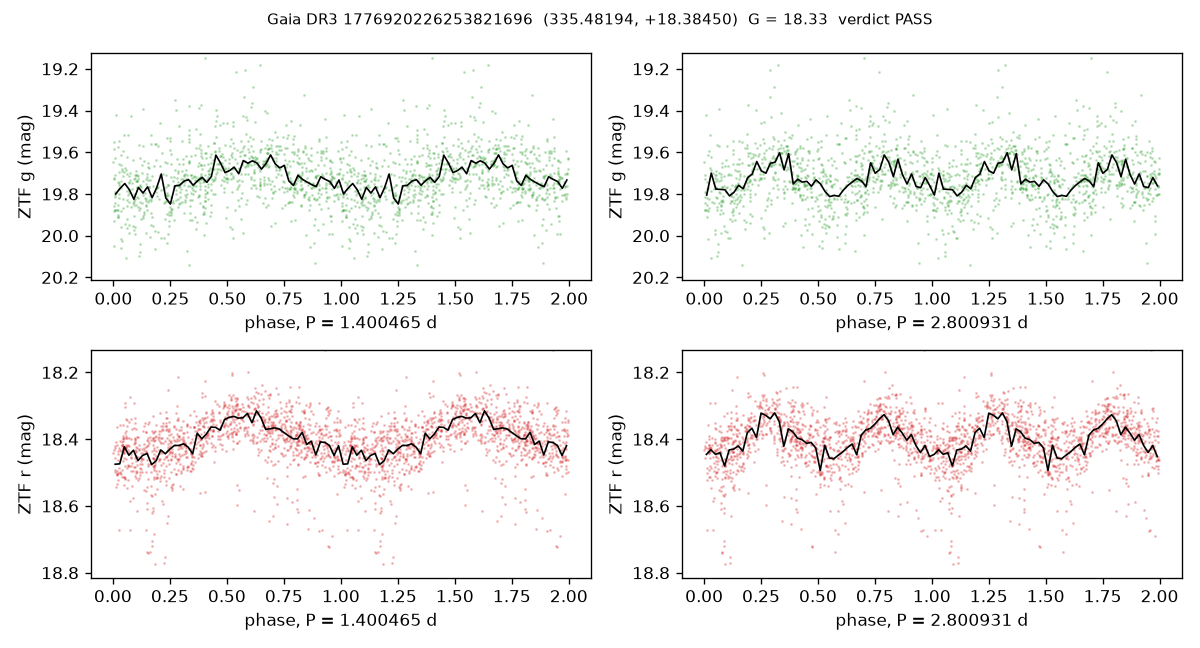 Gaia DR3 1776920226253821696  (335.48194, +18.38450)  G = 18.33  verdict PASS
ZTF g (mag)
19.2
19.4
19.6
19.8
20.0
20.2
0.00 0.25 0.50 0.75 1.00 1.25 1.50 1.75 2.00
phase, P = 1.400465 d
ZTF g (mag)
19.2
19.4
19.6
19.8
20.0
20.2
0.00 0.25 0.50 0.75 1.00 1.25 1.50 1.75 2.00
phase, P = 2.800931 d
ZTF r (mag)
18.2
18.4
18.6
18.8
0.00 0.25 0.50 0.75 1.00 1.25 1.50 1.75 2.00
phase, P = 1.400465 d
ZTF r (mag)
18.2
18.4
18.6
18.8
0.00 0.25 0.50 0.75 1.00 1.25 1.50 1.75 2.00
phase, P = 2.800931 d